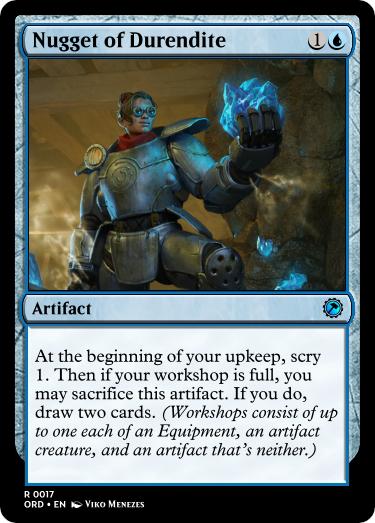 Nugget of Durendite 1
Artifact
At the beginning of your upkeep, scry
1. Then if your workshop is full, you
may sacrifice this artifact. If you do,
draw two cards. (Workshops consist of up
to one each of an Equipment, an artifact
creature, and an artifact that's neither.)
R 0017
ORD • EN Viko Menezes